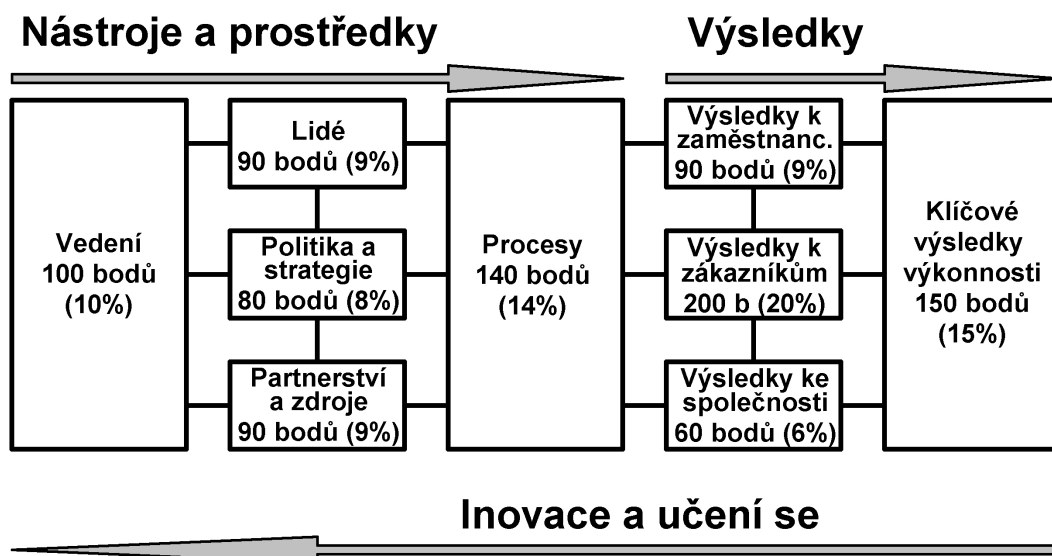 Nástroje a prostředky
Výsledky
Vedení
100 bodů
(10%)
Lidé
90 bodů (9%)
Politika a
strategie
80 bodů (8%)
Partnerství
a zdroje
90 bodů (9%)
Procesy
140 bodů
(14%)
Výsledky k
zaměstnanc.
90 bodů (9%)
Výsledky k
zákazníkům
200 b (20%)
Výsledky ke
společnosti
60 bodů (6%)
Klíčové
výsledky
výkonnosti
150 bodů
(15%)
Inovace a učení se